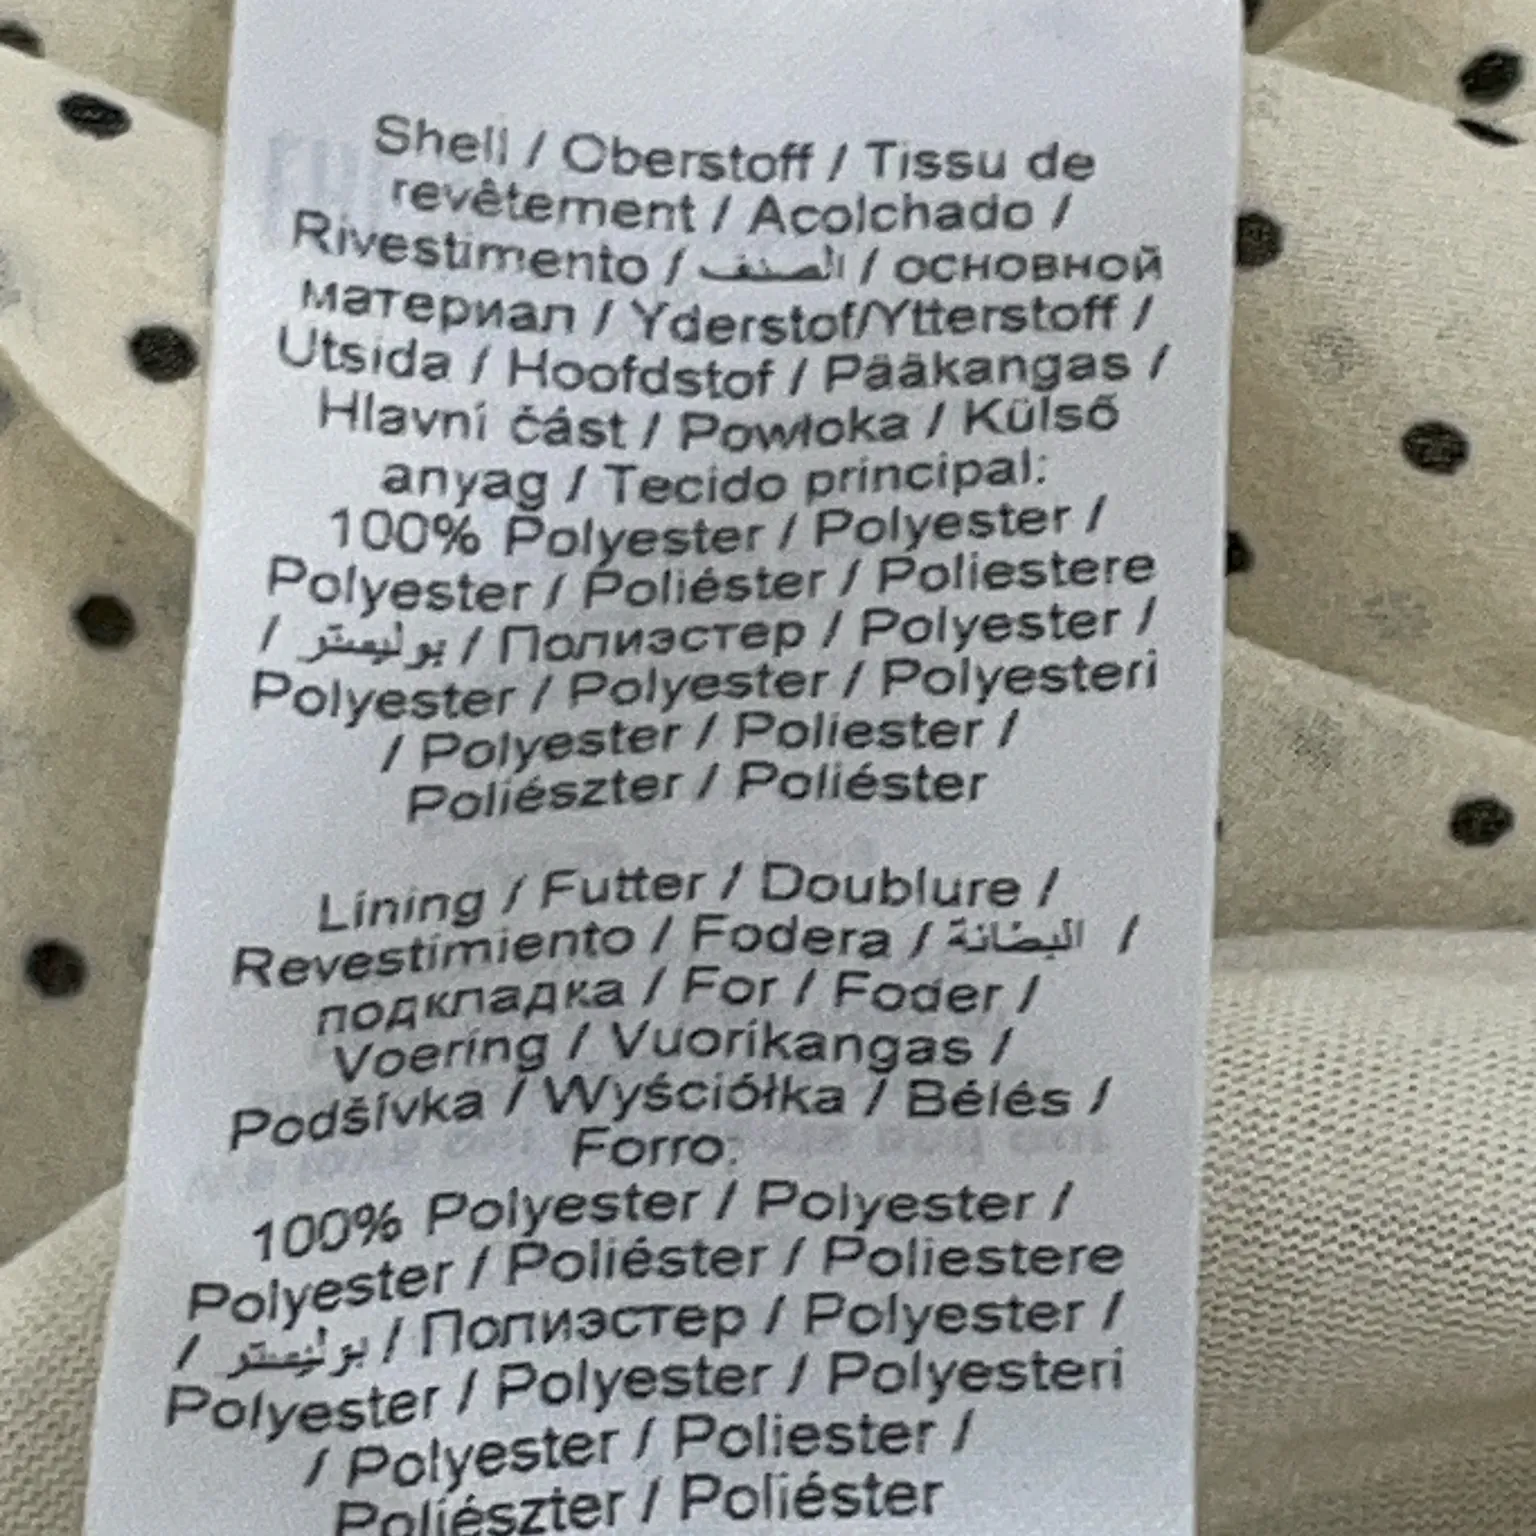 Shell / Oberstoff / Tissu de
revêtement / Acolchado /
Rivestimento / الصنف / основной
материал / Yderstof/Ytterstoff /
Utsida / Hoofdstof / Pääkangas /
Hlavní část / Powłoka / Külső
anyag / Tecido principal:
100% Polyester / Polyester /
Polyester / Poliéster / Poliestere
/ بوليستر / Полиэстер / Polyester /
Polyester / Polyester / Polyesteri
/ Polyester / Poliester /
Poliészter / Poliéster
Lining / Futter / Doublure /
Revestimiento / Fodera / البطانة /
подкладка / For / Foder /
Voering / Vuorikangas /
Podšívka / Wyściółka / Bélés /
Forro:
100% Polyester / Polyester /
Polyester / Poliéster / Poliestere
/ بوليستر / Полиэстер / Polyester /
Polyester / Polyester / Polyesteri
/ Polyester / Poliester /
Poliészter / Poliéster